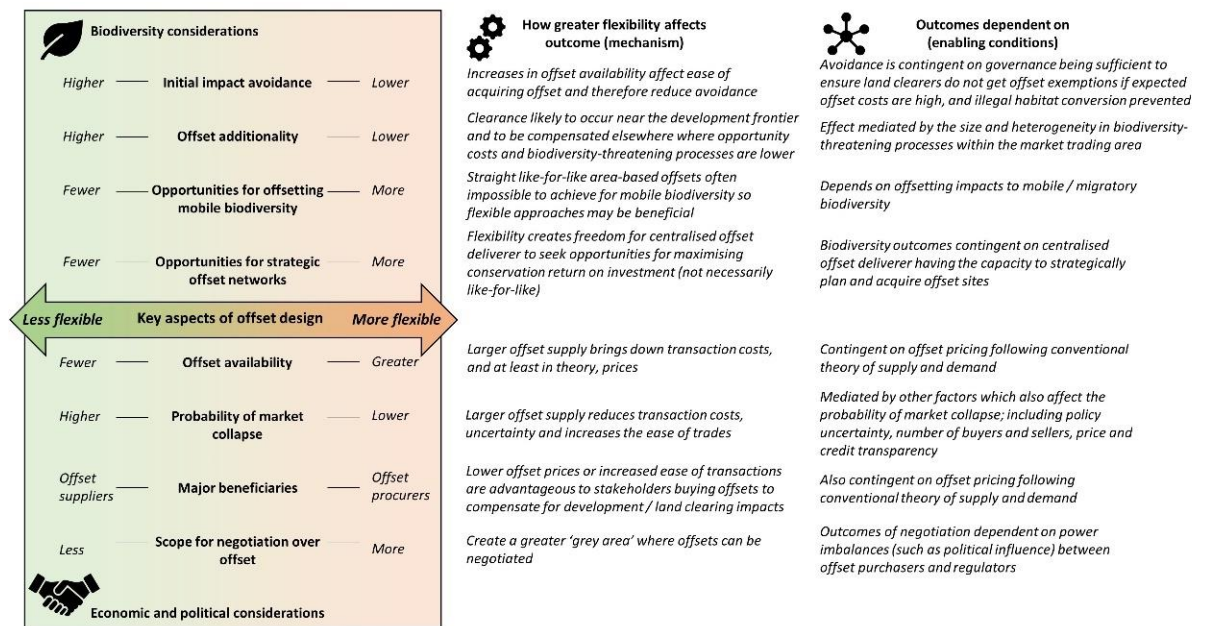 Biodiversity considerations
How greater flexibility affects
outcome (mechanism)
Outcomes dependent on
(enabling conditions)
Higher Initial impact avoidance Lower
Increases in offset availability affect ease of
acquiring offset and therefore reduce avoidance
Avoidance is contingent on governance being sufficient to
ensure land clearers do not get offset exemptions if expected
offset costs are high, and illegal habitat conversion prevented
Higher Offset additionality Lower
Clearance likely to occur near the development frontier
and to be compensated elsewhere where opportunity
costs and biodiversity-threatening processes are lower
Effect mediated by the size and heterogeneity in biodiversity-
threatening processes within the market trading area
Fewer Opportunities for offsetting More
mobile biodiversity
Straight like-for-like area-based offsets often
impossible to achieve for mobile biodiversity so
flexible approaches may be beneficial
Depends on offsetting impacts to mobile / migratory
biodiversity
Fewer Opportunities for strategic More
offset networks
Flexibility creates freedom for centralised offset
deliverer to seek opportunities for maximising
conservation return on investment (not necessarily
like-for-like)
Biodiversity outcomes contingent on centralised
offset deliverer having the capacity to strategically
plan and acquire offset sites
Less flexible Key aspects of offset design More flexible
Fewer Offset availability Greater
Larger offset supply brings down transaction costs,
and at least in theory, prices
Contingent on offset pricing following conventional
theory of supply and demand
Higher Probability of market Lower
collapse
Larger offset supply reduces transaction costs,
uncertainty and increases the ease of trades
Mediated by other factors which also affect the
probability of market collapse; including policy
uncertainty, number of buyers and sellers, price and
credit transparency
Offset
suppliers
Major beneficiaries
Offset
procurers
Lower offset prices or increased ease of transactions
are advantageous to stakeholders buying offsets to
compensate for development / land clearing impacts
Also contingent on offset pricing following
conventional theory of supply and demand
Less Scope for negotiation over More
offset
Create a greater 'grey area' where offsets can be
negotiated
Outcomes of negotiation dependent on power
imbalances (such as political influence) between
offset purchasers and regulators
Economic and political considerations